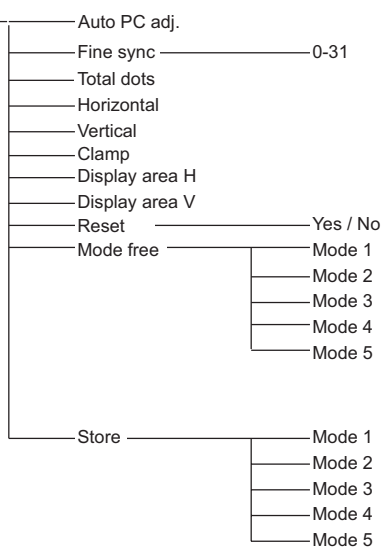 Auto PC adj.
Fine sync 0-31
Total dots
Horizontal
Vertical
Clamp
Display area H
Display area V
Reset Yes / No
Mode free Mode 1
Mode 2
Mode 3
Mode 4
Mode 5
Store Mode 1
Mode 2
Mode 3
Mode 4
Mode 5